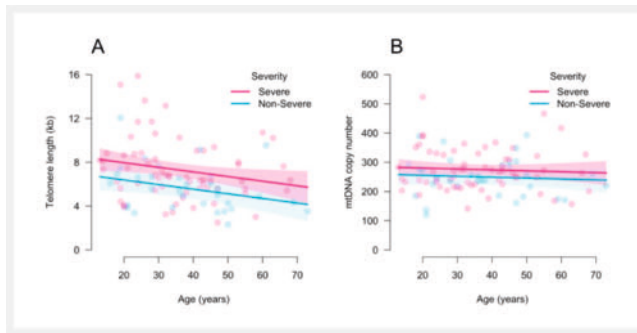 A
Severity
Severe
Non-Severe
Telomere length (kb)
16
12
8
4
0
20 30 40 50 60 70
Age (years)
B
Severity
Severe
Non-Severe
mtDNA copy number
600
500
400
300
200
100
0
20 30 40 50 60 70
Age (years)